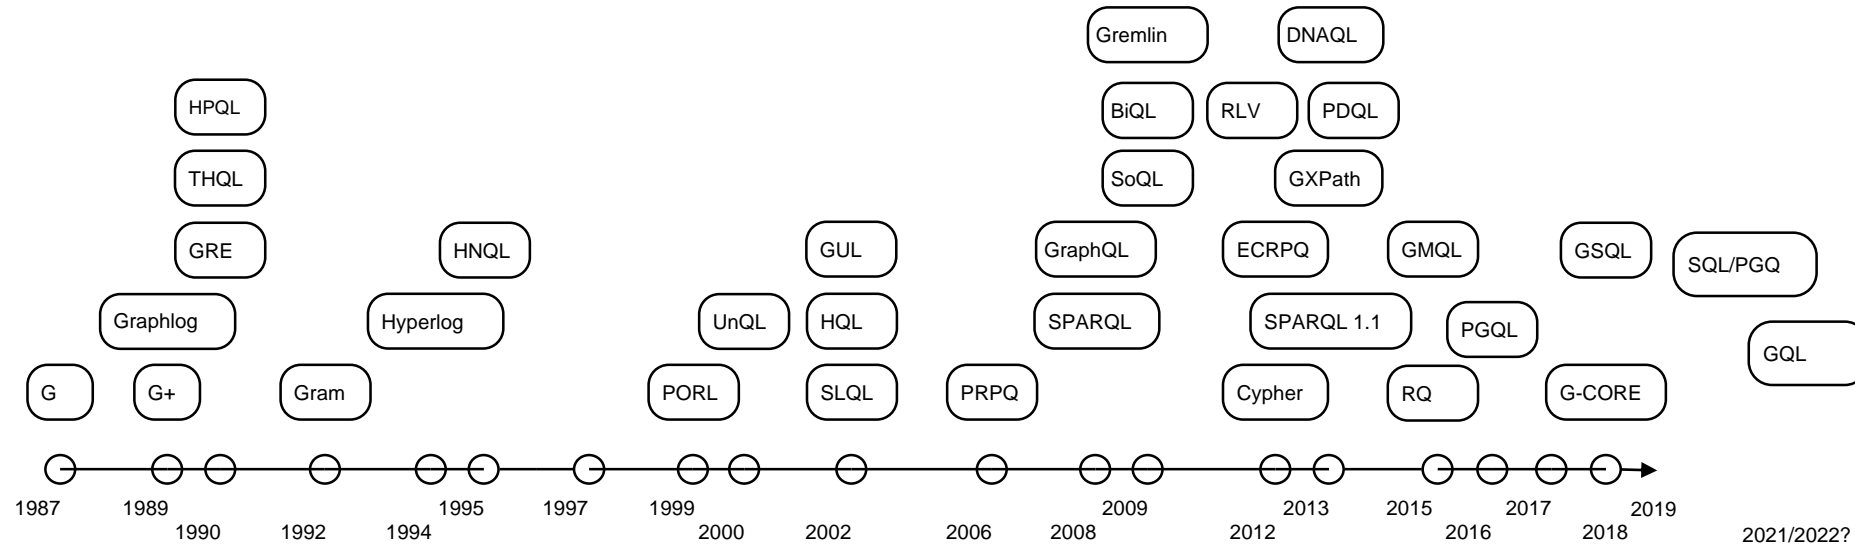 Gremlin
DNAQL
HPQL
BiQL
RLV
PDQL
THQL
SoQL
GXPath
GRE
HNQL
GUL
GraphQL
ECRPQ
GMQL
GSQL
SQL/PGQ
Graphlog
Hyperlog
UnQL
HQL
SPARQL
SPARQL 1.1
PGQL
GQL
G
G+
Gram
PORL
SLQL
PRPQ
Cypher
RQ
G-CORE
1987
1989
1995
1997
1999
2009
2013
2015
2017
2019
1990
1992
1994
2000
2002
2006
2008
2012
2016
2018
2021/2022?